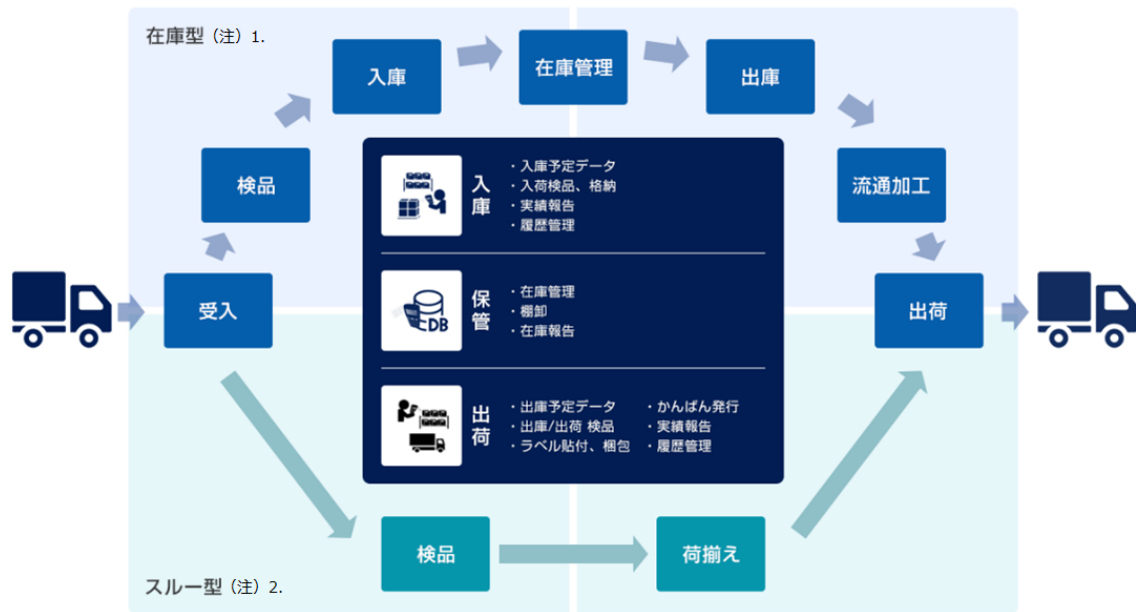 在庫型（注）1.
入庫
在庫管理
出庫
検品
流通加工
受入
出荷
入庫
・入庫予定データ
・入荷検品、格納
・実績報告
・履歴管理
保管
DB
・在庫管理
・棚卸
・在庫報告
出荷
・出庫予定データ
・出庫/出荷 検品
・ラベル貼付、梱包
・かんばん発行
・実績報告
・履歴管理
検品
荷揃え
スルー型（注）2.